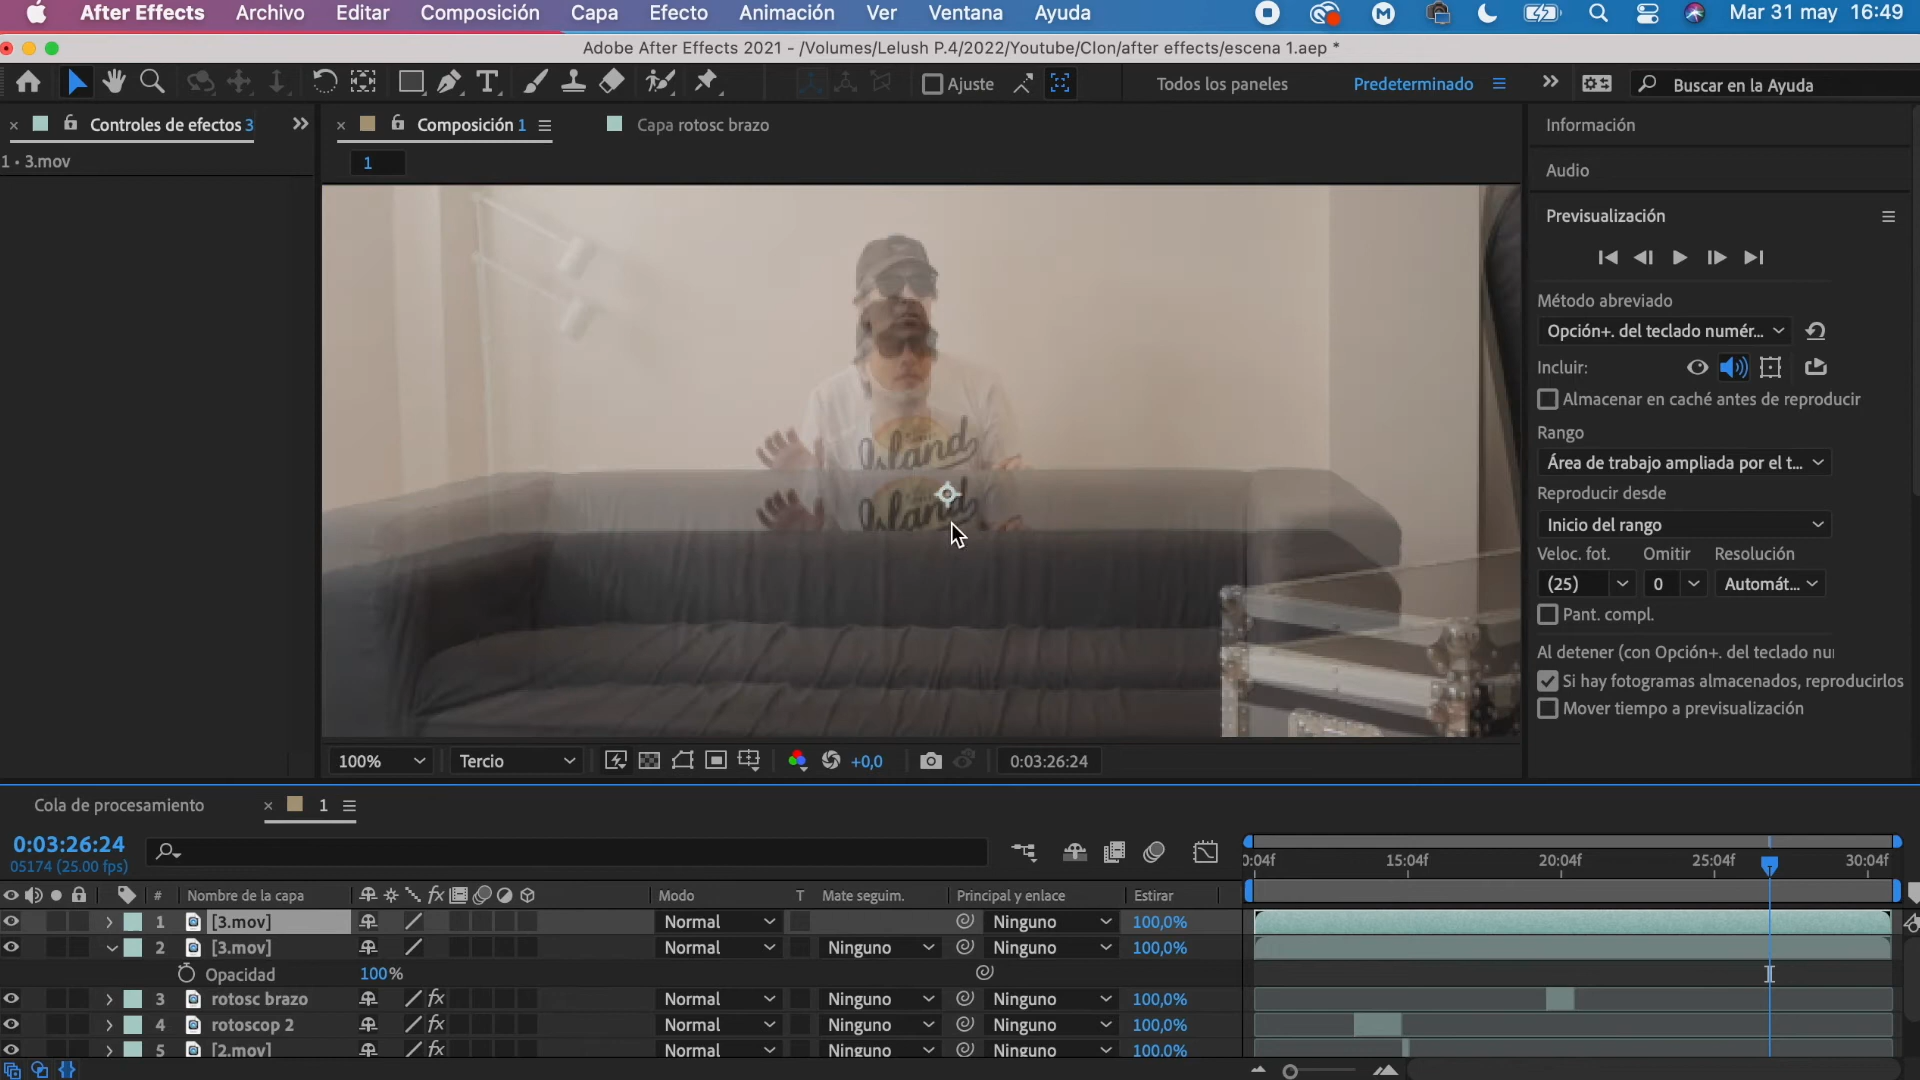 After Effects Archivo Editar Composición Capa Efecto Animación Ver Ventana Ayuda Mar 31 may 16:49
Adobe After Effects 2021 - /Volumes/Lelush P.4/2022/Youtube/Clon/after effects/escena 1.aep *
Ajuste Todos los paneles Predeterminado Buscar en la Ayuda
Controles de efectos 3 Composición 1 Capa rotosc brazo Información
1 • 3.mov 1
Audio
Previsualización
Método abreviado
Opción+. del teclado numér...
Incluir:
Almacenar en caché antes de reproducir
Rango
Área de trabajo ampliada por el t...
Reproducir desde
Inicio del rango
Veloc. fot. Omitir Resolución
(25) 0 Automát...
Pant. compl.
Al detener (con Opción+. del teclado nu
Si hay fotogramas almacenados, reproducirlos
Mover tiempo a previsualización
Island
Island
100% Tercio +0,0 0:03:26:24
Cola de procesamiento 1
0:03:26:24
05174 (25.00 fps)
0:04f 15:04f 20:04f 25:04f 30:04f
# Nombre de la capa Modo T Mate seguim. Principal y enlace Estirar
1 [3.mov] Normal Ninguno 100,0%
2 [3.mov] Normal Ninguno Ninguno 100,0%
Opacidad 100%
3 rotosc brazo Normal Ninguno Ninguno 100,0%
4 rotoscop 2 Normal Ninguno Ninguno 100,0%
5 [2.mov] Normal Ninguno Ninguno 100,0%